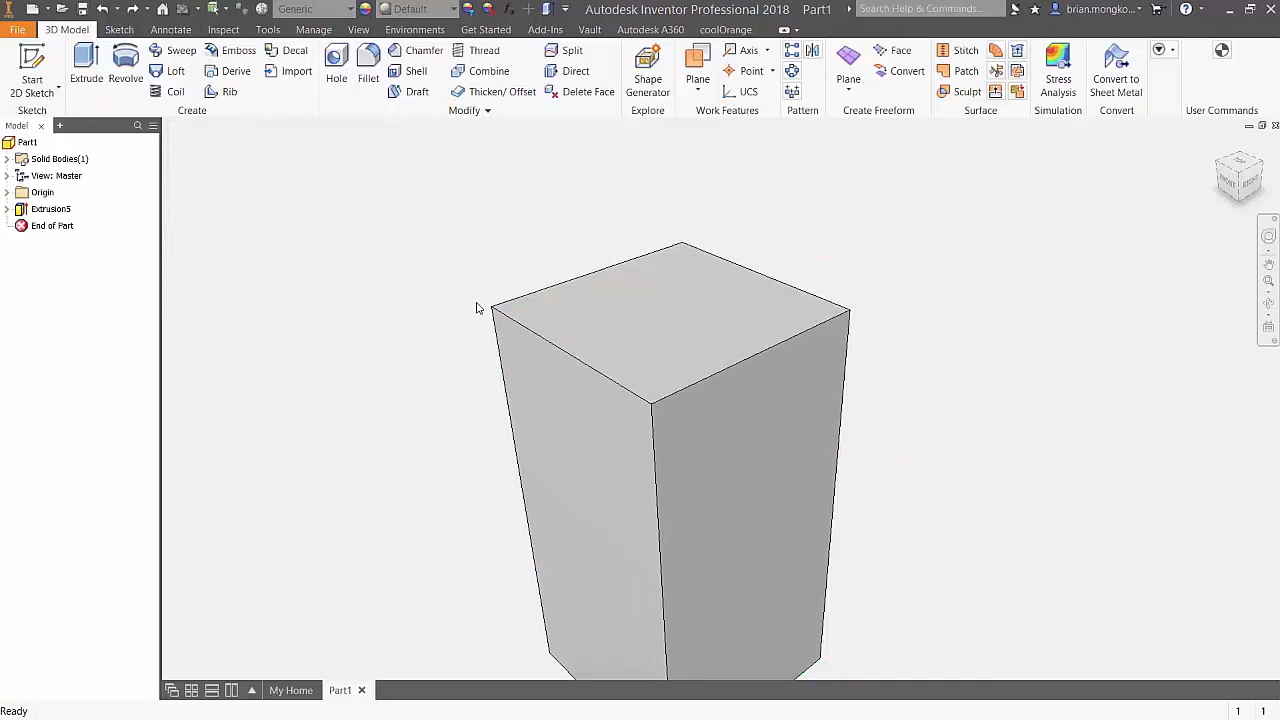 Generic
Default
Autodesk Inventor Professional 2018 Part1
Search Help & Commands...
brian.mongko...
File 3D Model Sketch Annotate Inspect Tools Manage View Environments Get Started Add-Ins Vault Autodesk A360 coolOrange
Start
2D Sketch
Sketch
Extrude
Revolve
Sweep
Loft
Coil
Emboss
Derive
Rib
Decal
Import
Create
Hole
Fillet
Chamfer
Shell
Draft
Thread
Combine
Thicken/ Offset
Split
Direct
Delete Face
Modify
Shape
Generator
Explore
Plane
Axis
Point
UCS
Work Features
Pattern
Plane
Face
Convert
Create Freeform
Stitch
Patch
Sculpt
Surface
Stress
Analysis
Simulation
Convert to
Sheet Metal
Convert
User Commands
Model
Part1
Solid Bodies(1)
View: Master
Origin
Extrusion5
End of Part
FRONT
RIGHT
My Home
Part1
Ready
1 1